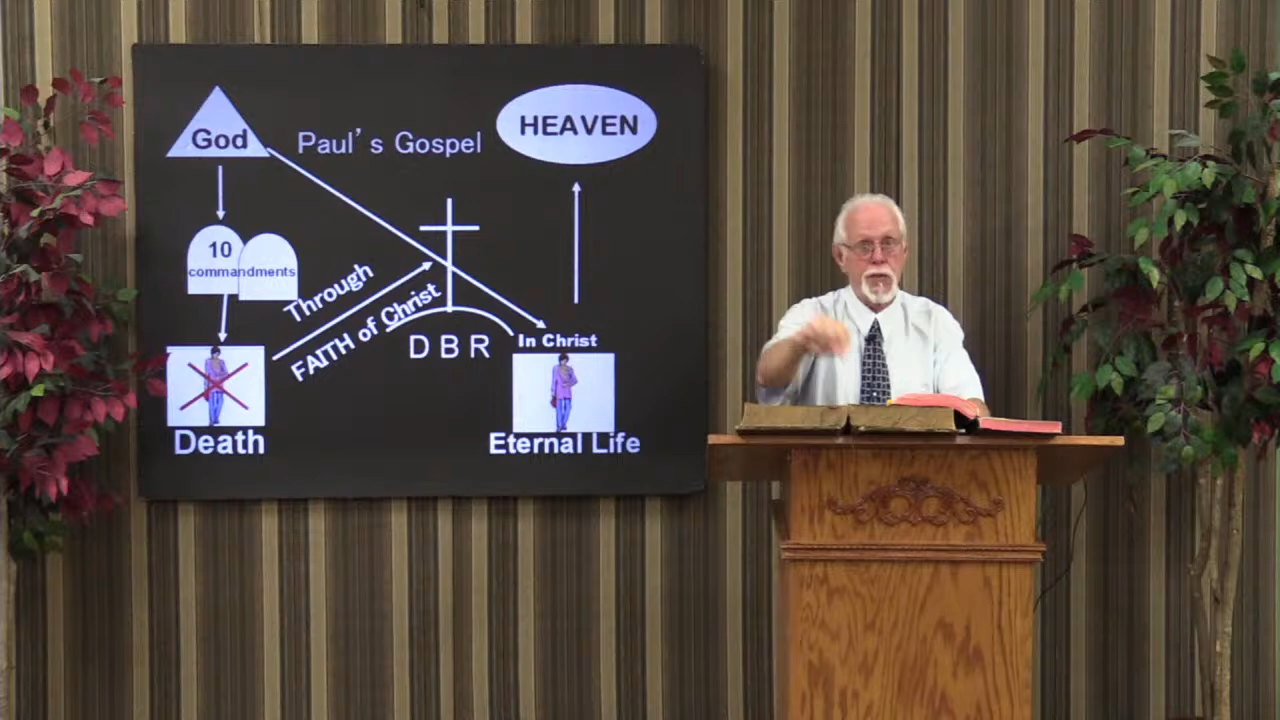 God
Paul's Gospel
HEAVEN
10
commandments
Through
FAITH of Christ
D B R
In Christ
Death
Eternal Life